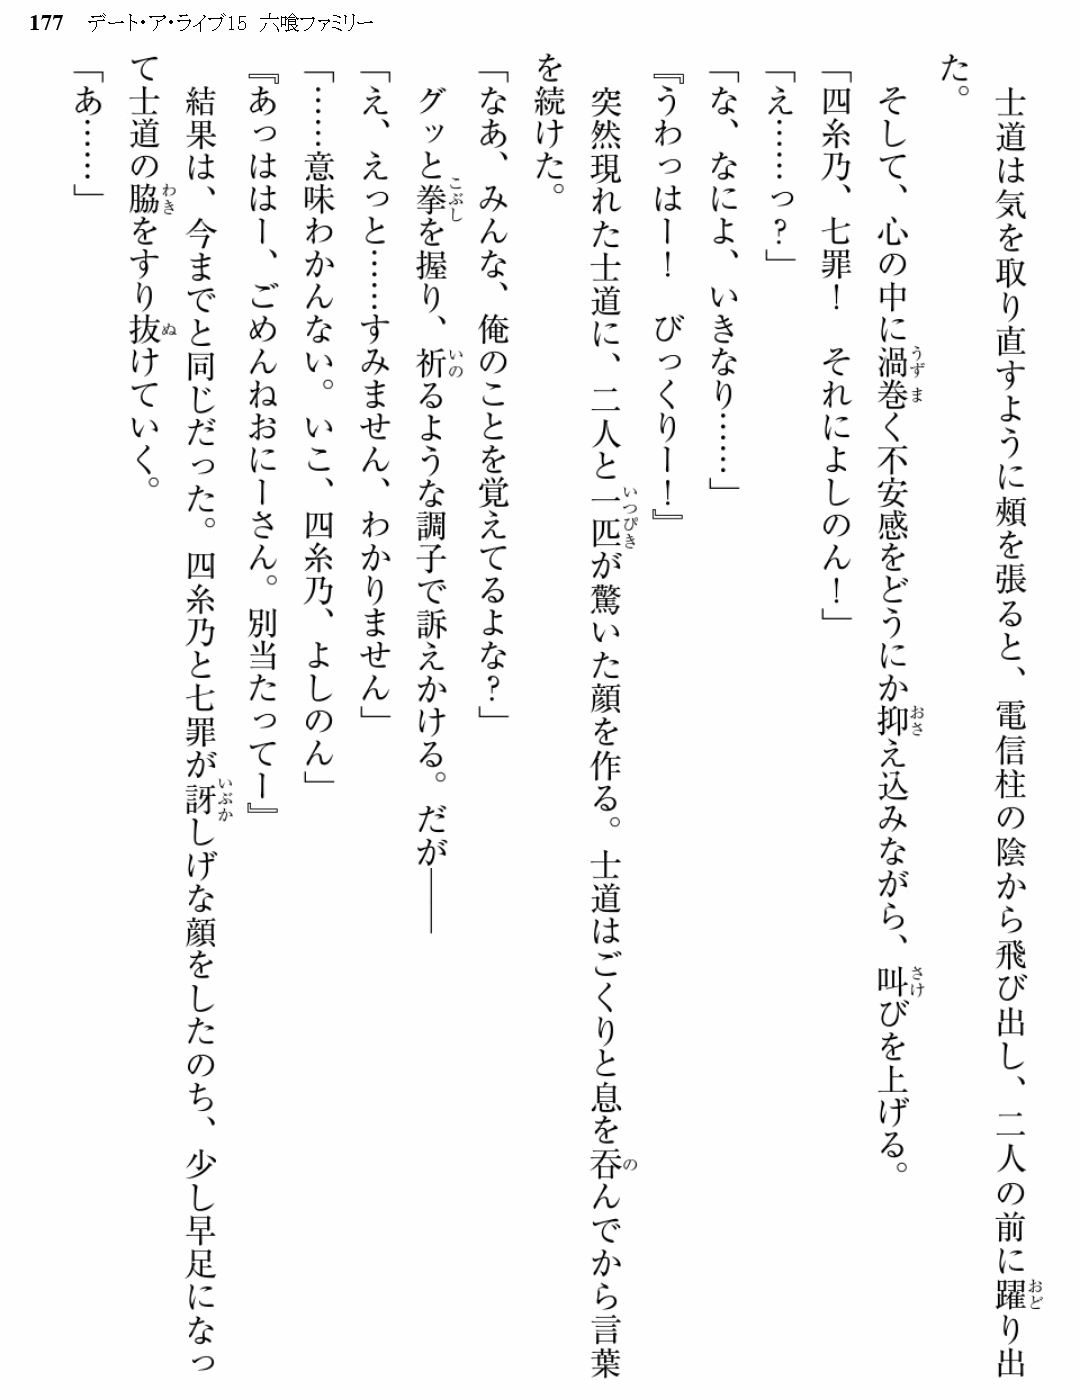 177 デート・ア・ライブ15 六喰ファミリー
士道は気を取り直すように頰を張ると、電信柱の陰から飛び出し、二人の前に躍り出
た。
そして、心の中に渦巻く不安感をどうにか抑え込みながら、叫びを上げる。
「四糸乃、七罪！　それによしのん！」
「え……っ？」
「な、なによ、いきなり……」
『うわっはー！　びっくりー！』
突然現れた士道に、二人と一匹が驚いた顔を作る。士道はごくりと息を呑んでから言葉
を続けた。
「なあ、みんな、俺のことを覚えてるよな？」
グッと拳を握り、祈るような調子で訴えかける。だが――
「え、えっと……すみません、わかりません」
「……意味わかんない。いこ、四糸乃、よしのん」
『あっははー、ごめんねおにーさん。別当たってー』
結果は、今までと同じだった。四糸乃と七罪が訝しげな顔をしたのち、少し早足になっ
て士道の脇をすり抜けていく。
「あ……」